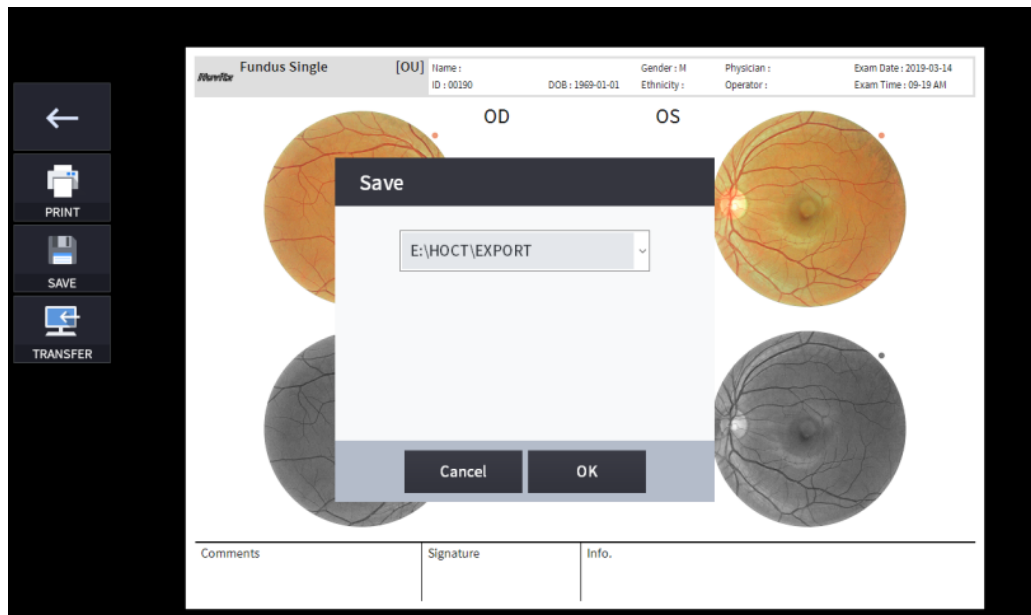 Huvitz
Fundus Single [OU]
Name :
ID : 00190 DOB : 1969-01-01
Gender : M
Ethnicity :
Physician :
Operator :
Exam Date : 2019-03-14
Exam Time : 09-19 AM
OD OS
PRINT
SAVE
TRANSFER
Save
E:\HOCT\EXPORT
Cancel OK
Comments Signature Info.